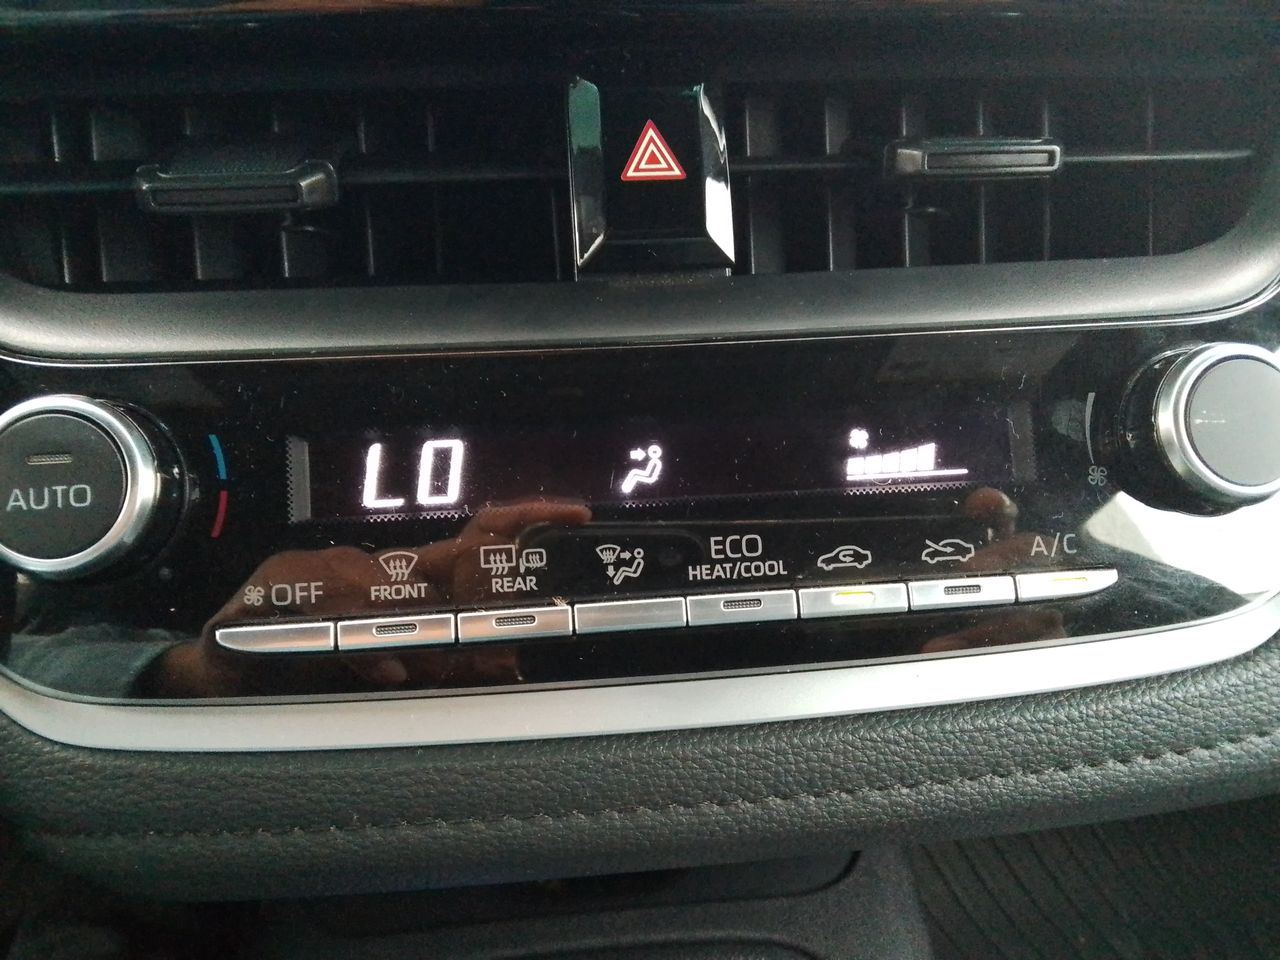 LO
AUTO
OFF
FRONT
REAR
ECO
HEAT/COOL
A/C